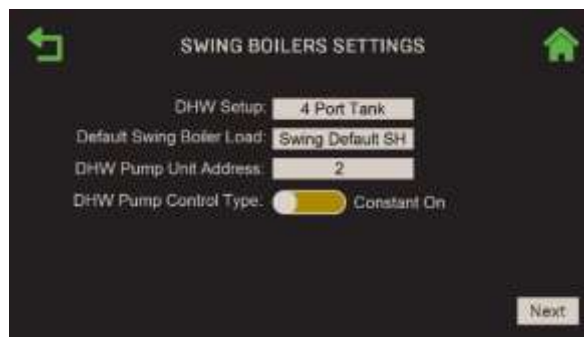 SWING BOILERS SETTINGS
DHW Setup: 4 Port Tank
Default Swing Boiler Load: Swing Default SH
DHW Pump Unit Address: 2
DHW Pump Control Type: Constant On
Next